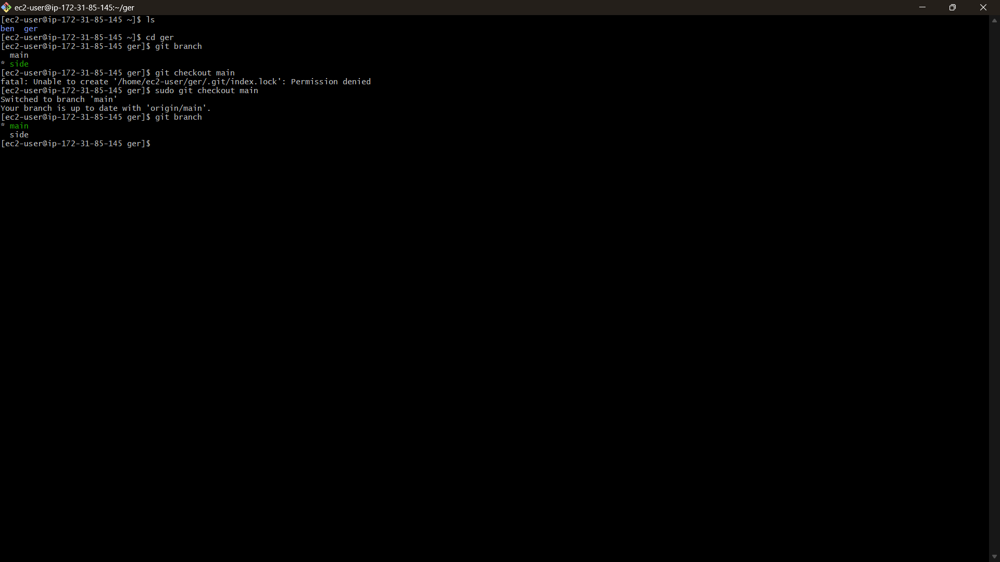 ec2-user@ip-172-31-85-145:~/ger
[ec2-user@ip-172-31-85-145 ~]$ ls
ben  ger
[ec2-user@ip-172-31-85-145 ~]$ cd ger
[ec2-user@ip-172-31-85-145 ger]$ git branch
  main
* side
[ec2-user@ip-172-31-85-145 ger]$ git checkout main
fatal: Unable to create '/home/ec2-user/ger/.git/index.lock': Permission denied
[ec2-user@ip-172-31-85-145 ger]$ sudo git checkout main
Switched to branch 'main'
Your branch is up to date with 'origin/main'.
[ec2-user@ip-172-31-85-145 ger]$ git branch
* main
  side
[ec2-user@ip-172-31-85-145 ger]$